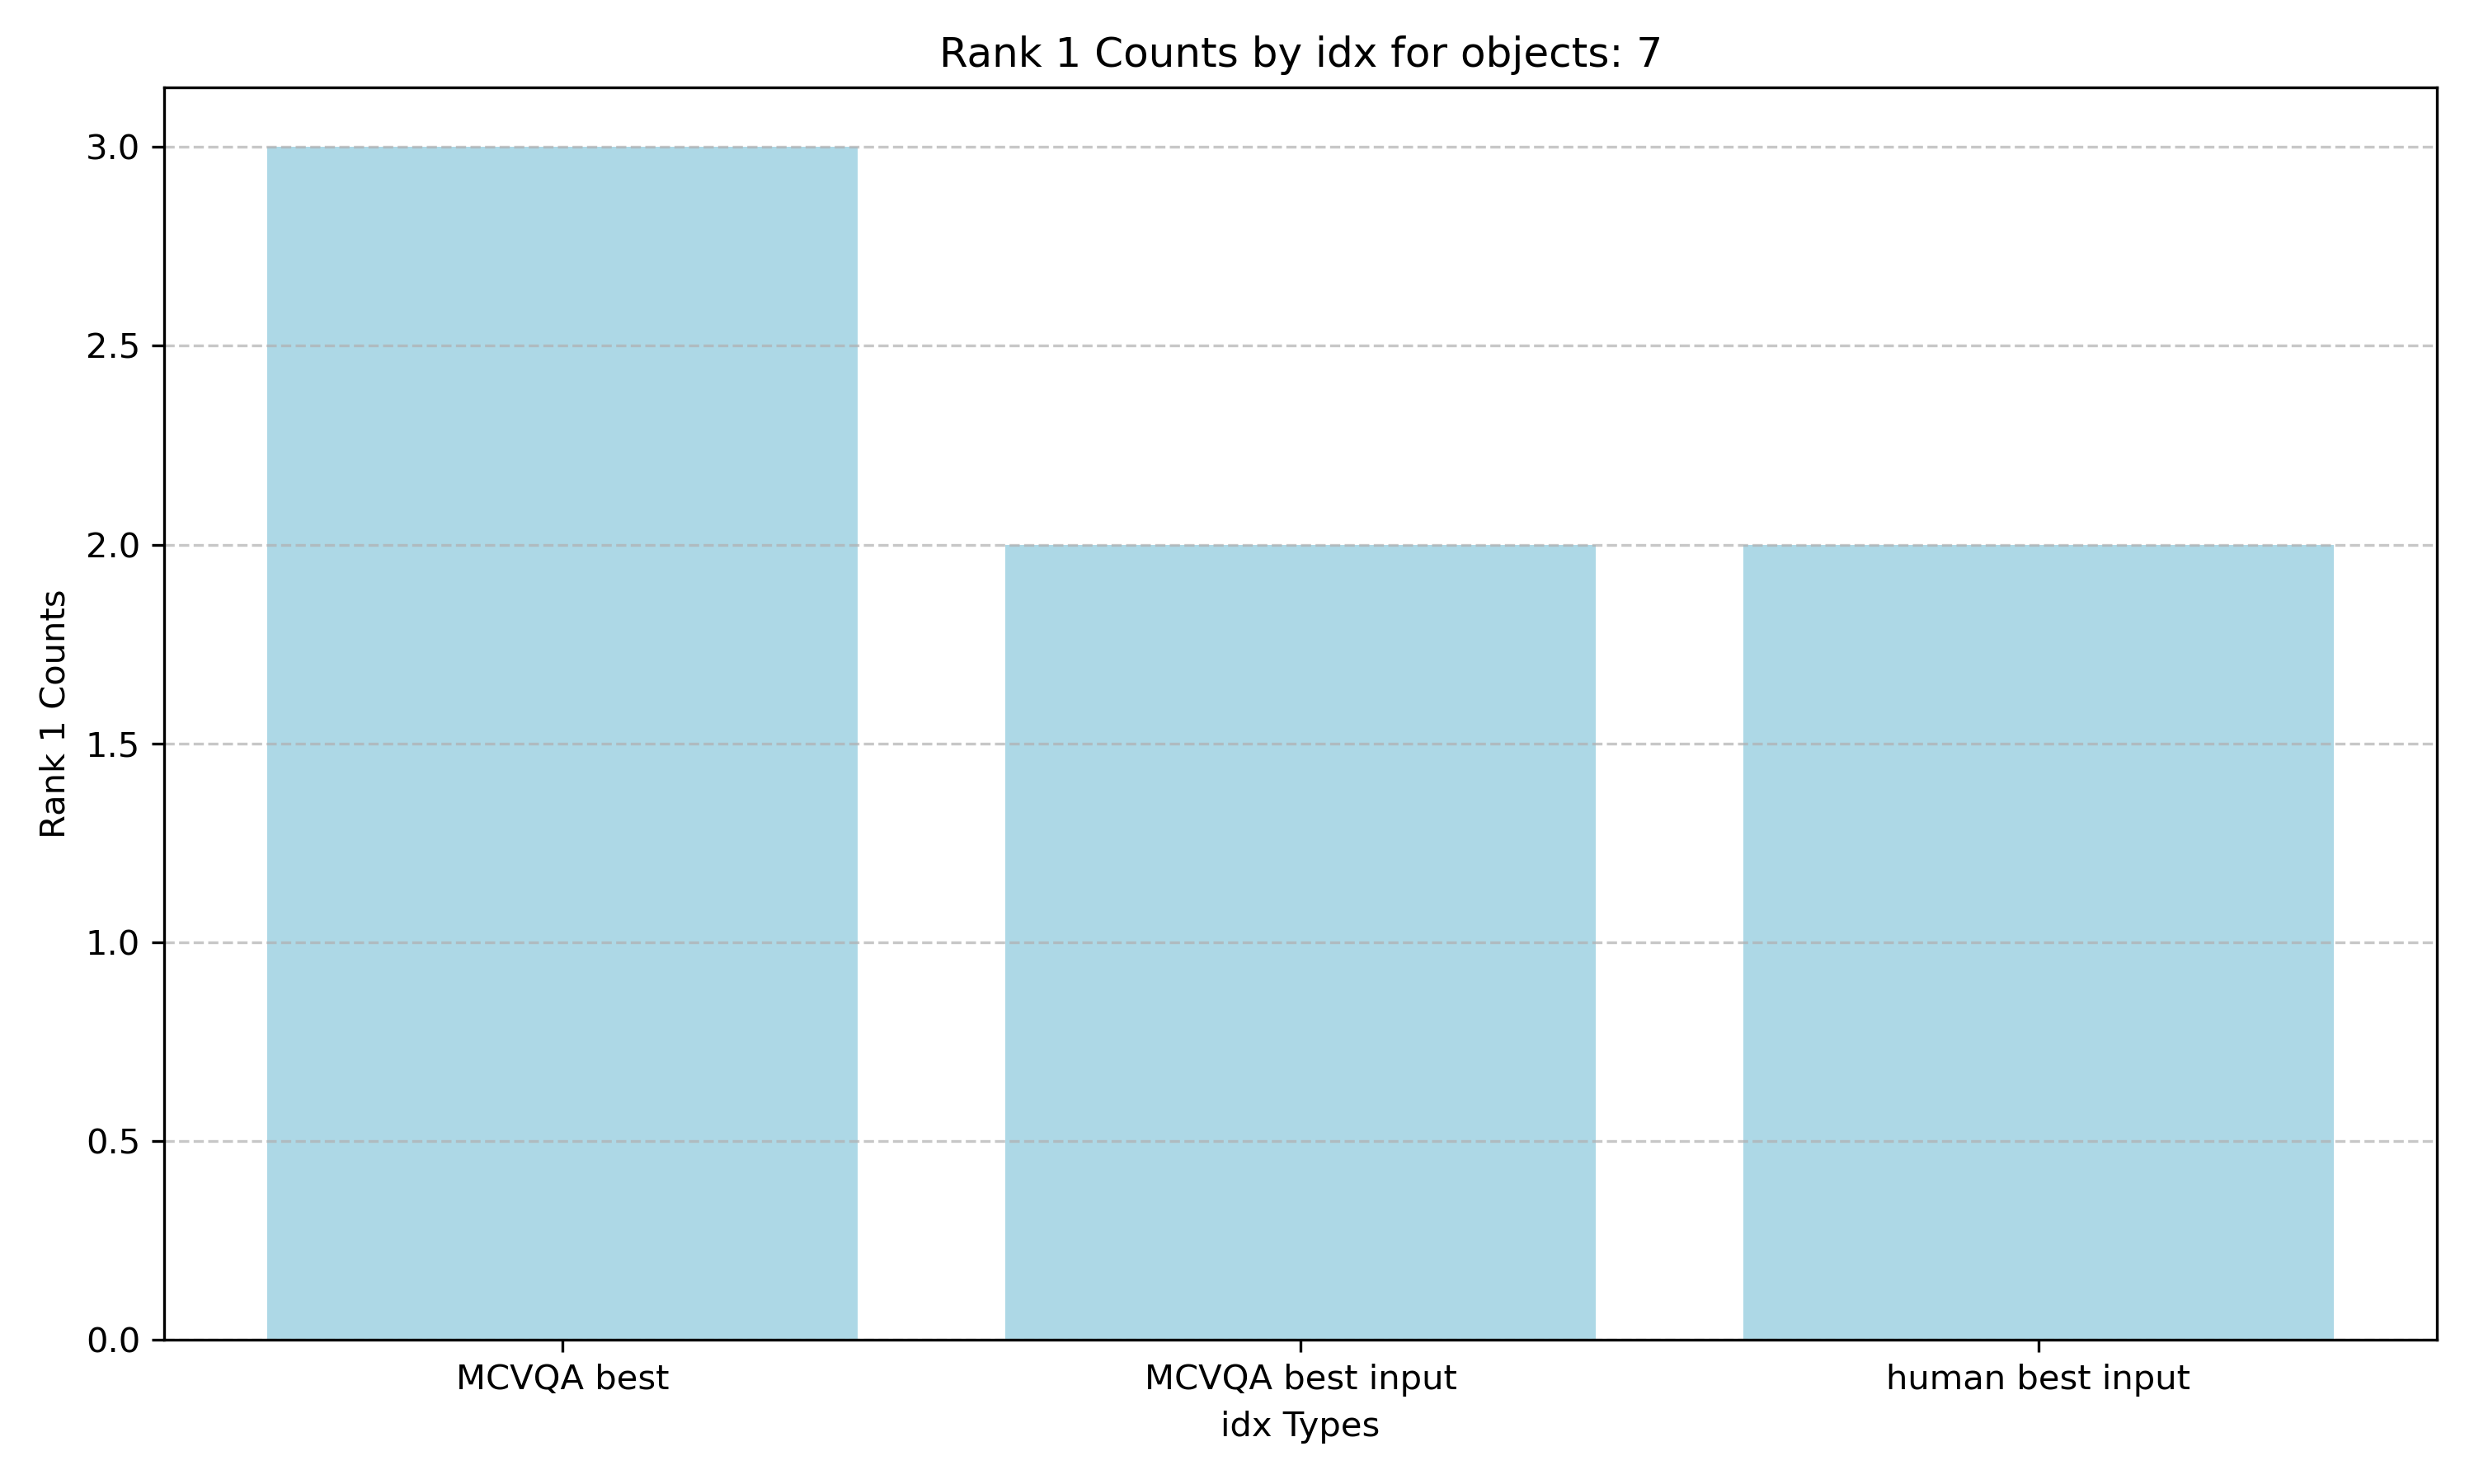 Rank 1 Counts by idx for objects: 7
3.0
2.5
2.0
1.5
1.0
0.5
0.0
Rank 1 Counts
MCVQA best
MCVQA best input
human best input
idx Types